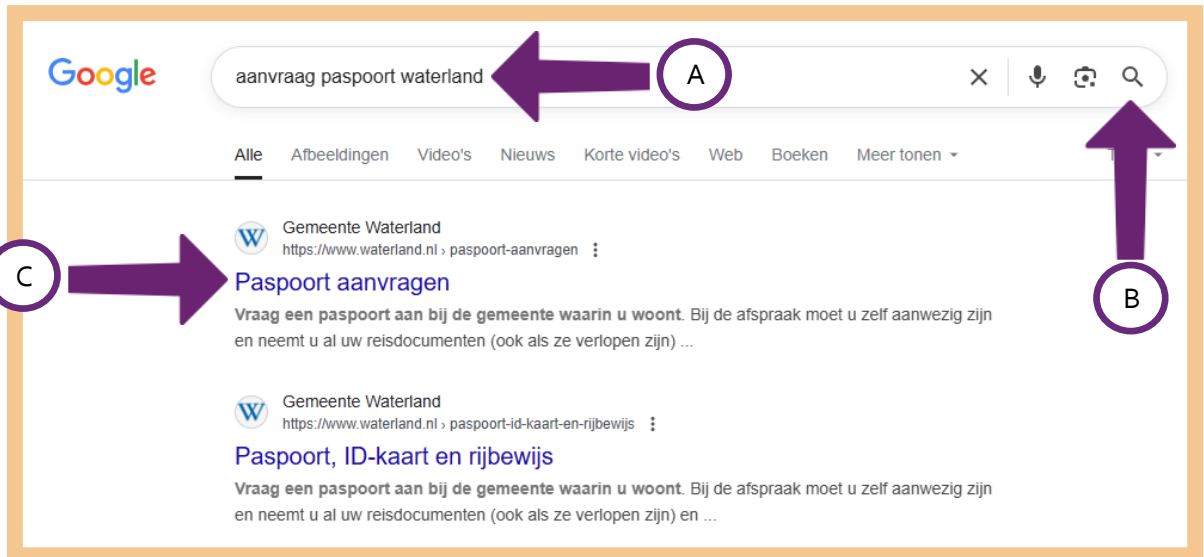 Google
aanvraag paspoort waterland
A
Alle Afbeeldingen Video's Nieuws Korte video's Web Boeken Meer tonen
Gemeente Waterland
https://www.waterland.nl › paspoort-aanvragen
C
Paspoort aanvragen
B
Vraag een paspoort aan bij de gemeente waarin u woont. Bij de afspraak moet u zelf aanwezig zijn
en neemt u al uw reisdocumenten (ook als ze verlopen zijn) ...
Gemeente Waterland
https://www.waterland.nl › paspoort-id-kaart-en-rijbewijs
Paspoort, ID-kaart en rijbewijs
Vraag een paspoort aan bij de gemeente waarin u woont. Bij de afspraak moet u zelf aanwezig zijn
en neemt u al uw reisdocumenten (ook als ze verlopen zijn) en ...